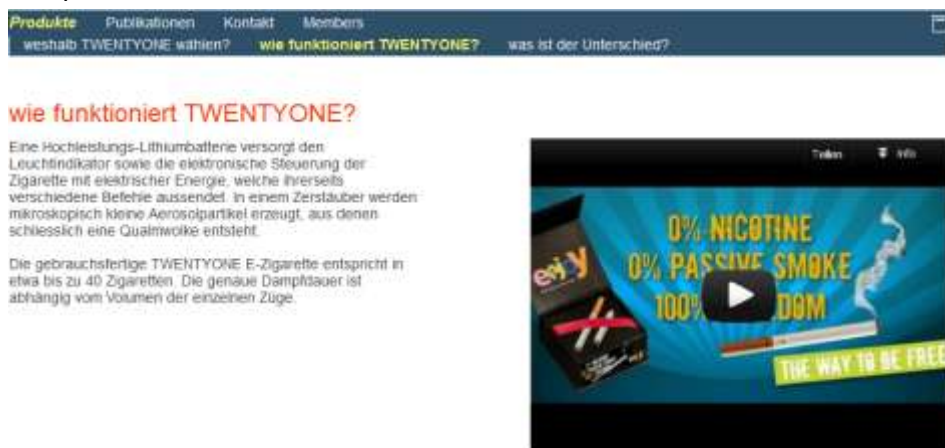 Produkte Publikationen Kontakt Members
weshalb TWENTYONE wählen? wie funktioniert TWENTYONE? was ist der Unterschied?
wie funktioniert TWENTYONE?
Eine Hochleistungs-Lithiumbatterie versorgt den
Leuchtindikator sowie die elektronische Steuerung der
Zigarette mit elektrischer Energie, welche ihrerseits
verschiedene Befehle aussendet. In einem Zerstäuber werden
mikroskopisch kleine Aerosolpartikel erzeugt, aus denen
schliesslich eine Qualmwolke entsteht.
Die gebrauchsfertige TWENTYONE E-Zigarette entspricht in
etwa bis zu 40 Zigaretten. Die genaue Dampfdauer ist
abhängig vom Volumen der einzelnen Züge.
Teilen Info
0% NICOTINE
0% PASSIVE SMOKE
100%
enjoy
THE WAY TO BE FREE